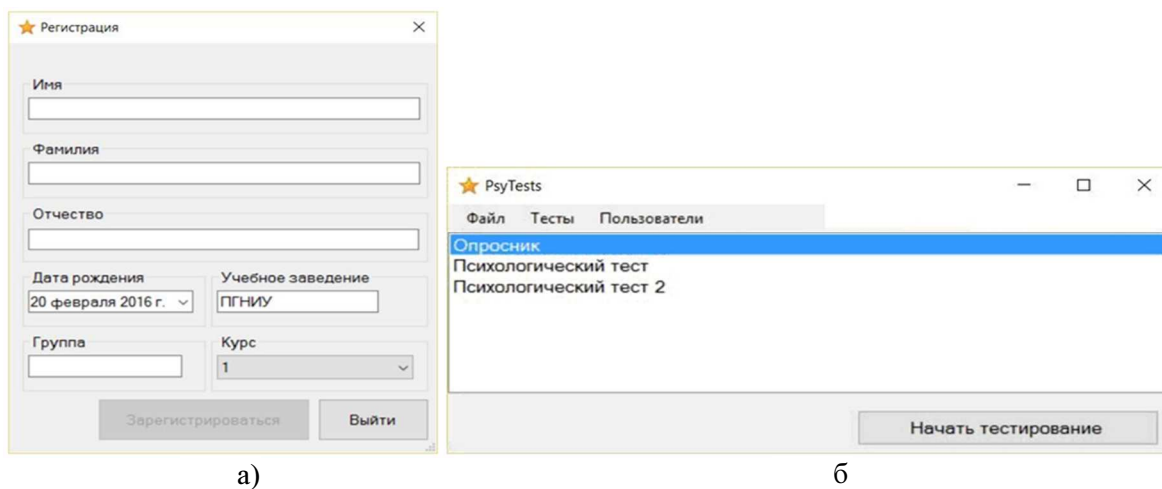 Регистрация
Имя
Фамилия
Отчество
Дата рождения
Учебное заведение
20 февраля 2016 г.
ПГНИУ
Группа
Курс
1
Зарегистрироваться
Выйти
а)
PsyTests
Файл Тесты Пользователи
Опросник
Психологический тест
Психологический тест 2
Начать тестирование
б